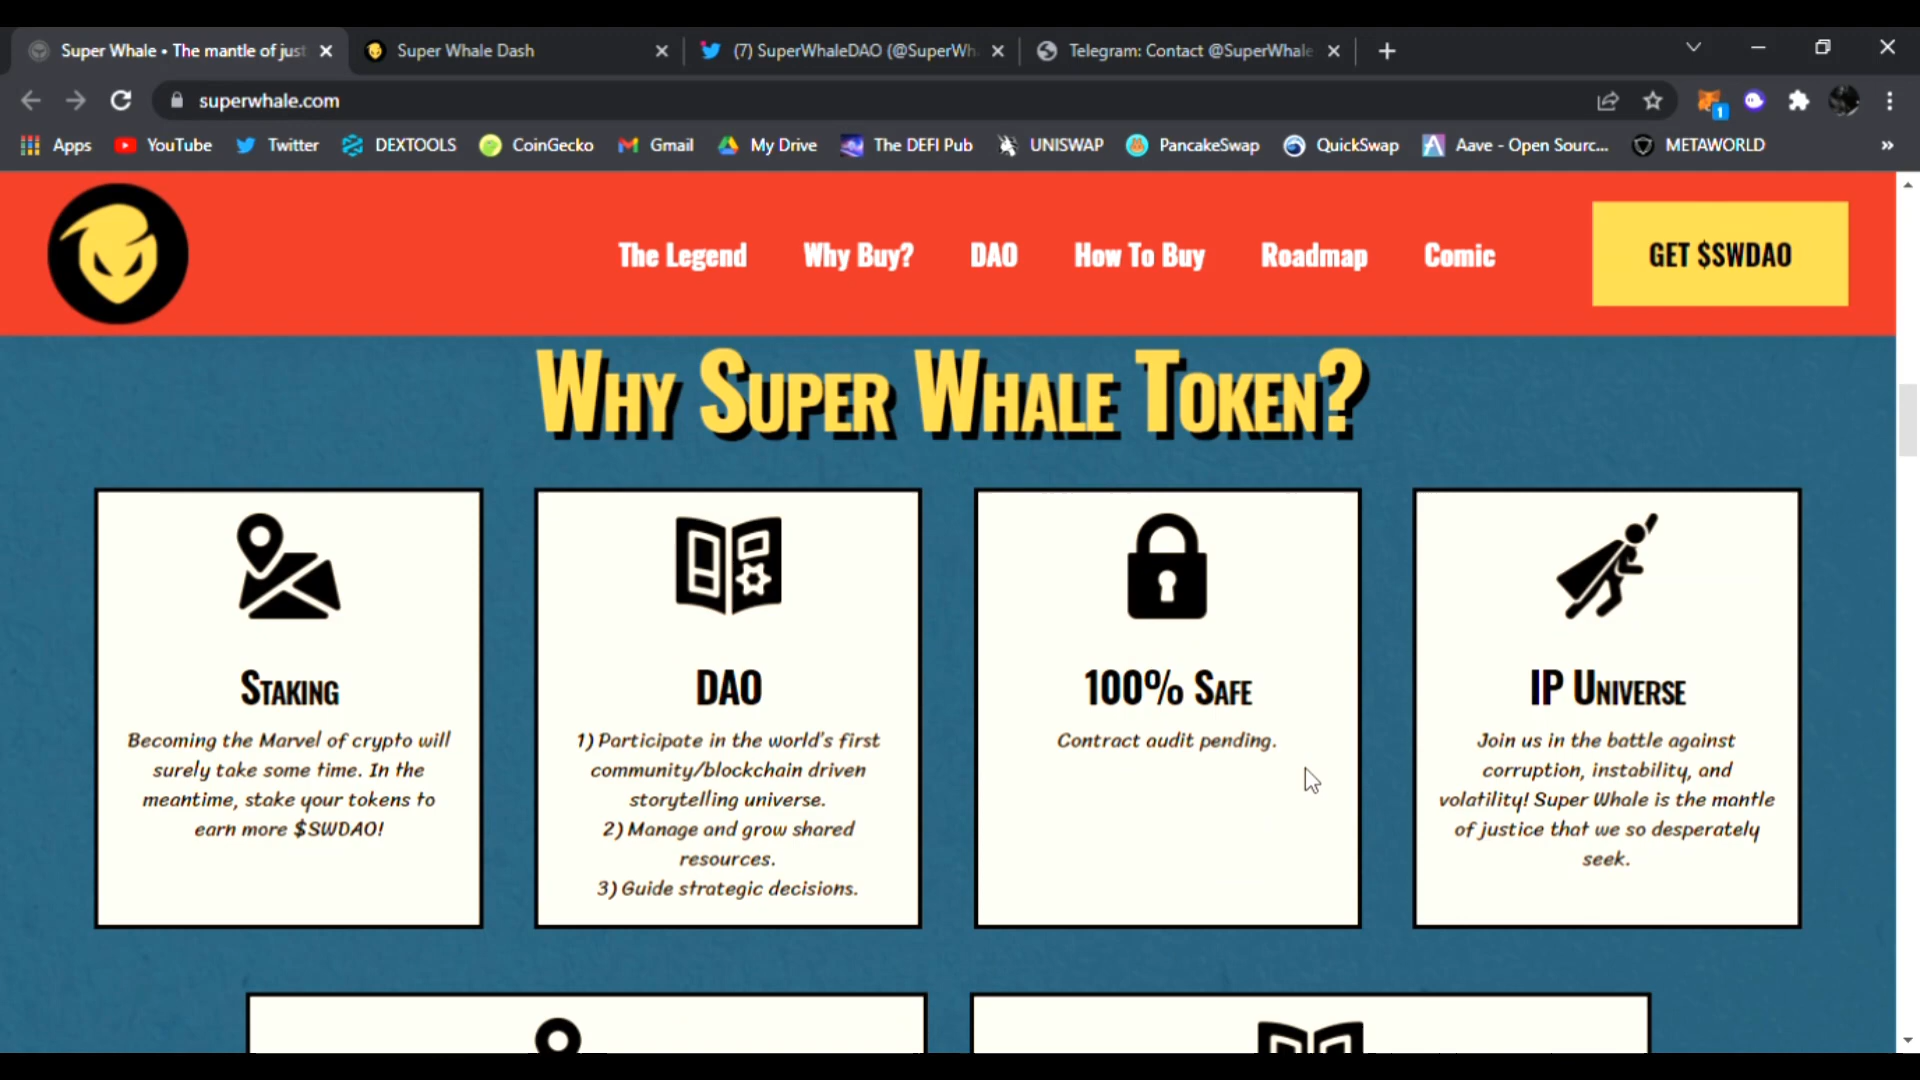 Super Whale • The mantle of jus
Super Whale Dash
(7) SuperWhaleDAO (@SuperWh
Telegram: Contact @SuperWhale
superwhale.com
1
Apps
YouTube
Twitter
DEXTOOLS
CoinGecko
Gmail
My Drive
The DEFI Pub
UNISWAP
PancakeSwap
QuickSwap
Aave - Open Sourc...
METAWORLD
»
The Legend
Why Buy?
DAO
How To Buy
Roadmap
Comic
GET $SWDAO
WHY SUPER WHALE TOKEN?
STAKING
Becoming the Marvel of crypto will
surely take some time. In the
meantime, stake your tokens to
earn more $SWDAO!
DAO
1) Participate in the world's first
community/blockchain driven
storytelling universe.
2) Manage and grow shared
resources.
3) Guide strategic decisions.
100% SAFE
Contract audit pending.
IP UNIVERSE
Join us in the battle against
corruption, instability, and
volatility! Super Whale is the mantle
of justice that we so desperately
seek.